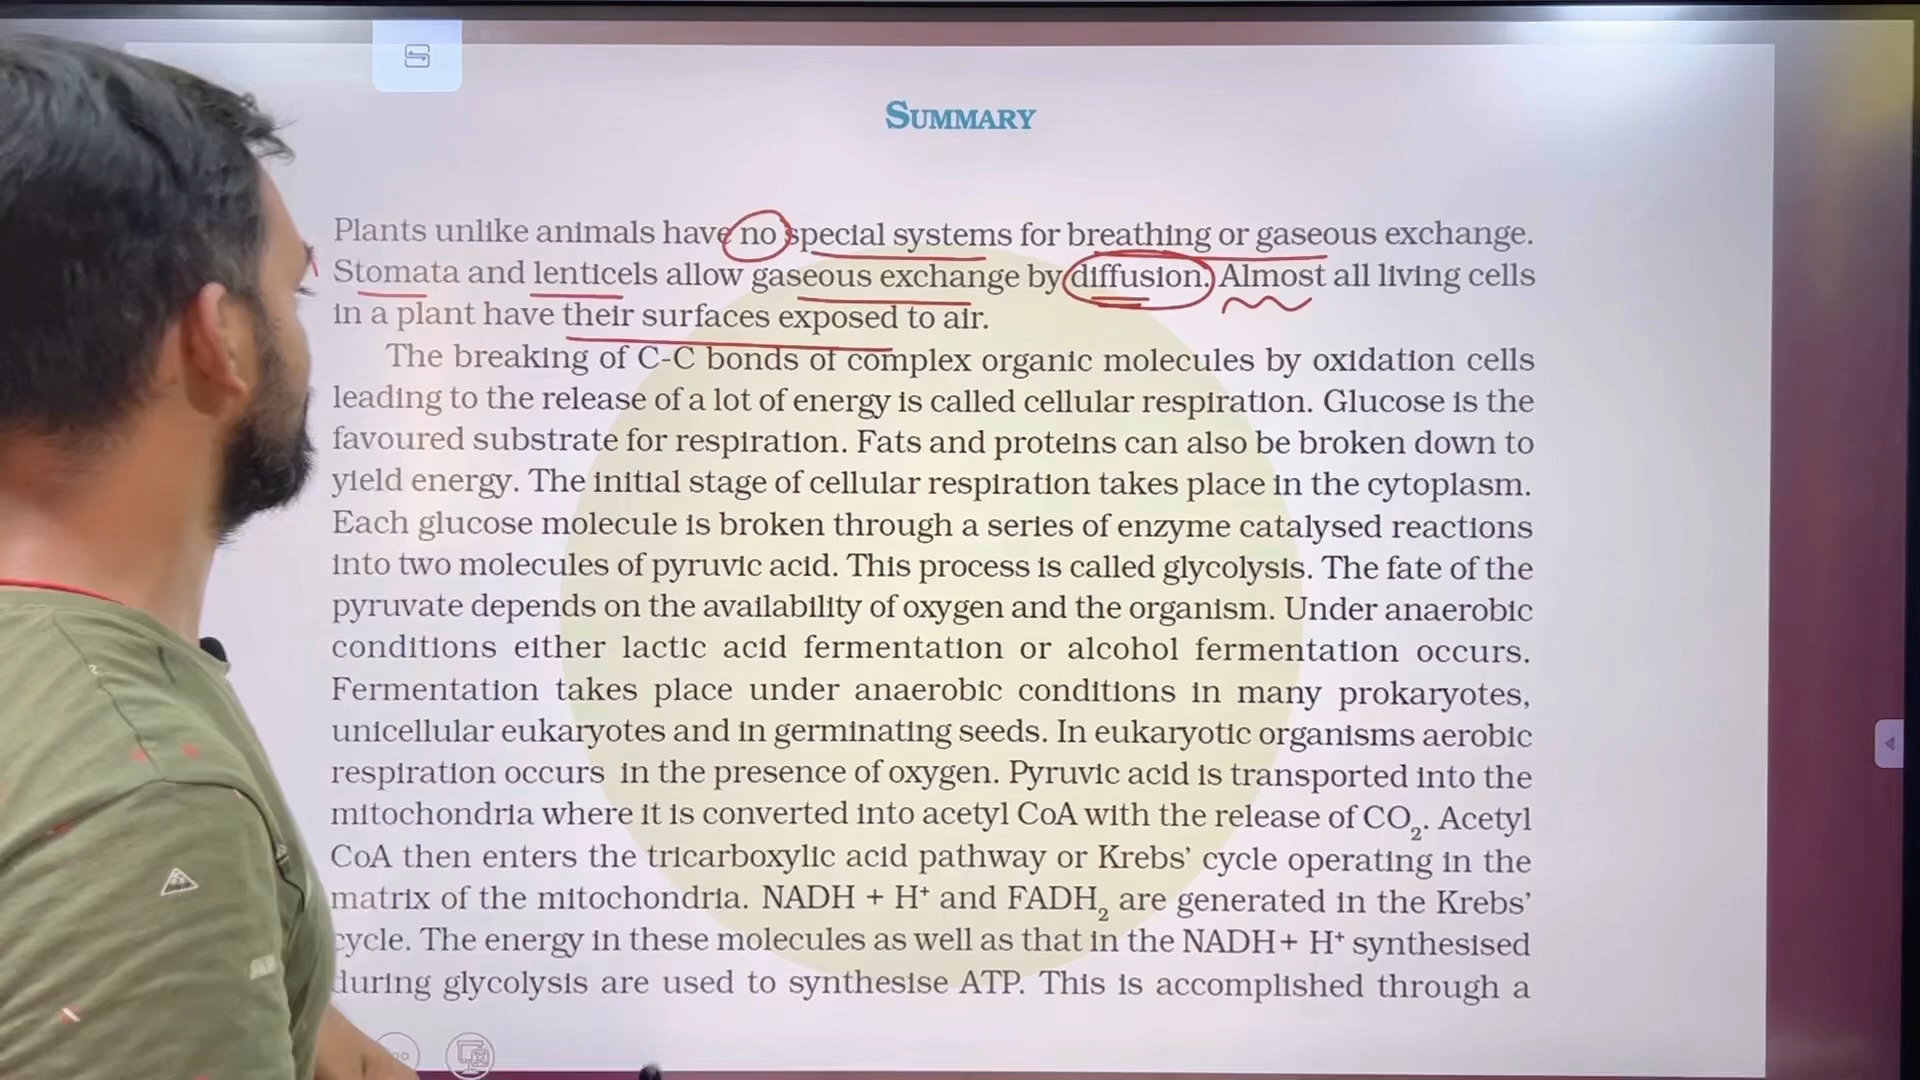 SUMMARY
Plants unlike animals have no special systems for breathing or gaseous exchange.
Stomata and lenticels allow gaseous exchange by diffusion. Almost all living cells
in a plant have their surfaces exposed to air.
The breaking of C-C bonds of complex organic molecules by oxidation cells
leading to the release of a lot of energy is called cellular respiration. Glucose is the
favoured substrate for respiration. Fats and proteins can also be broken down to
yield energy. The initial stage of cellular respiration takes place in the cytoplasm.
Each glucose molecule is broken through a series of enzyme catalysed reactions
into two molecules of pyruvic acid. This process is called glycolysis. The fate of the
pyruvate depends on the availability of oxygen and the organism. Under anaerobic
conditions either lactic acid fermentation or alcohol fermentation occurs.
Fermentation takes place under anaerobic conditions in many prokaryotes,
unicellular eukaryotes and in germinating seeds. In eukaryotic organisms aerobic
respiration occurs in the presence of oxygen. Pyruvic acid is transported into the
mitochondria where it is converted into acetyl CoA with the release of CO₂. Acetyl
CoA then enters the tricarboxylic acid pathway or Krebs’ cycle operating in the
matrix of the mitochondria. NADH + H⁺ and FADH₂ are generated in the Krebs’
cycle. The energy in these molecules as well as that in the NADH+ H⁺ synthesised
during glycolysis are used to synthesise ATP. This is accomplished through a